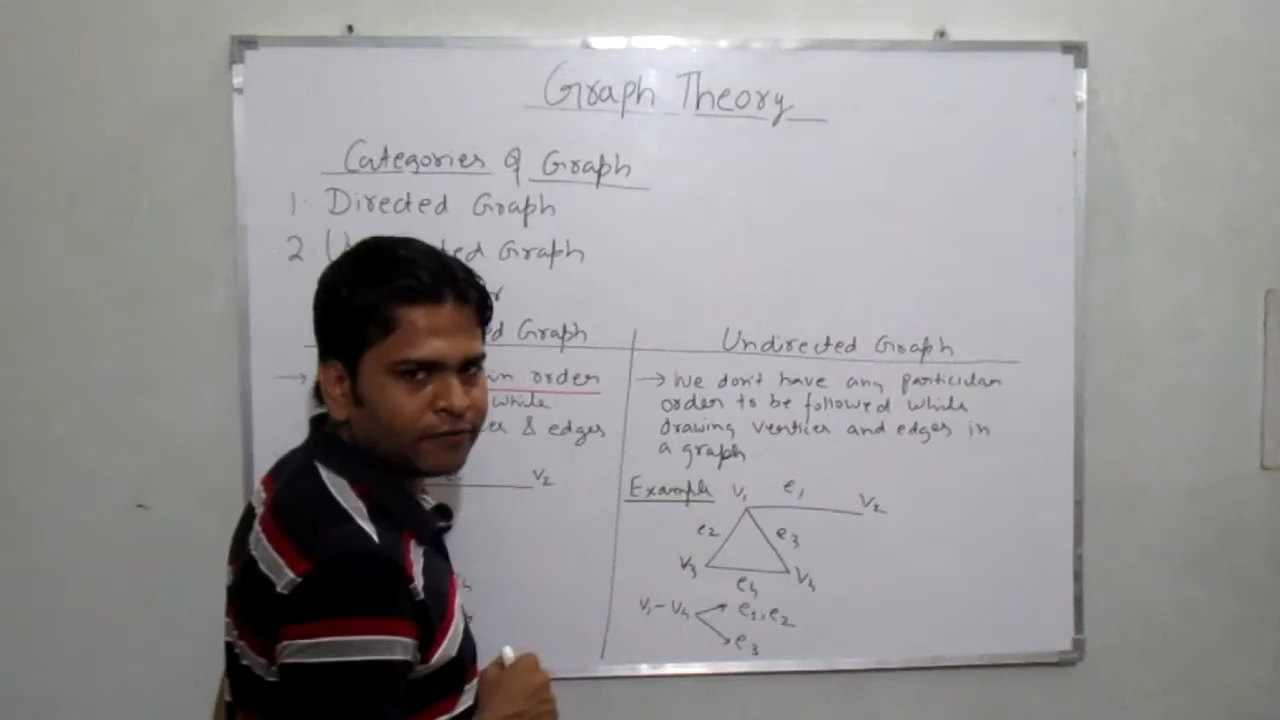 Graph Theory
Categories of Graph
1. Directed Graph
2. Graph
Graph
in order
while
& edges
V2
Undirected Graph
→ We don't have any particular
order to be followed while
drawing vertices and edges in
a graph
Example
V1 e1 V2
e2 e3
V3 V4
e4
V1 - V4 e1, e2
e3